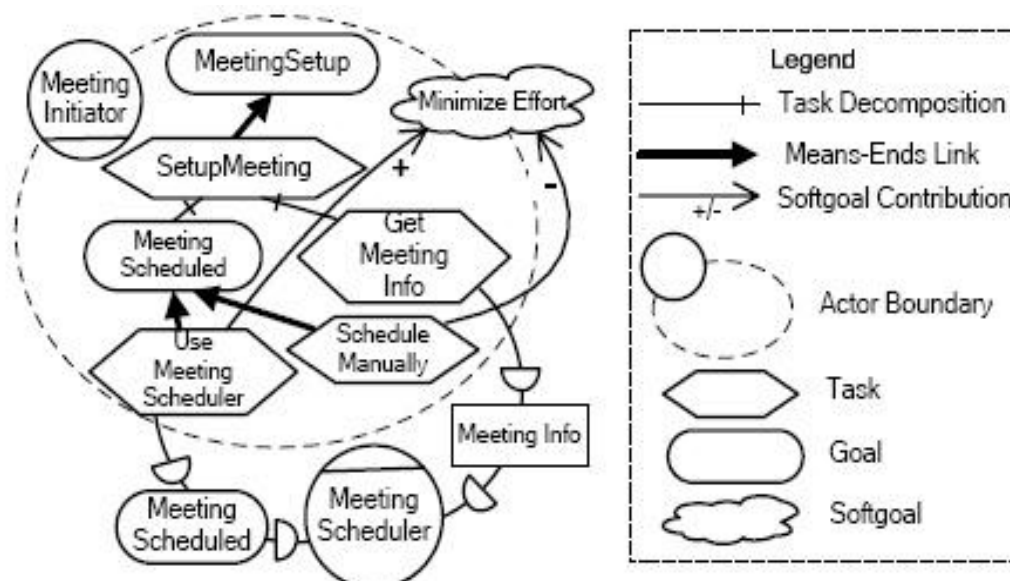 Meeting
Initiator
MeetingSetup
Minimize Effort
SetupMeeting
+
-
Meeting
Scheduled
Get
Meeting
Info
Use
Meeting
Scheduler
Schedule
Manually
Meeting Info
Meeting
Scheduled
Meeting
Scheduler
Legend
Task Decomposition
Means-Ends Link
+/-
Softgoal Contribution
Actor Boundary
Task
Goal
Softgoal